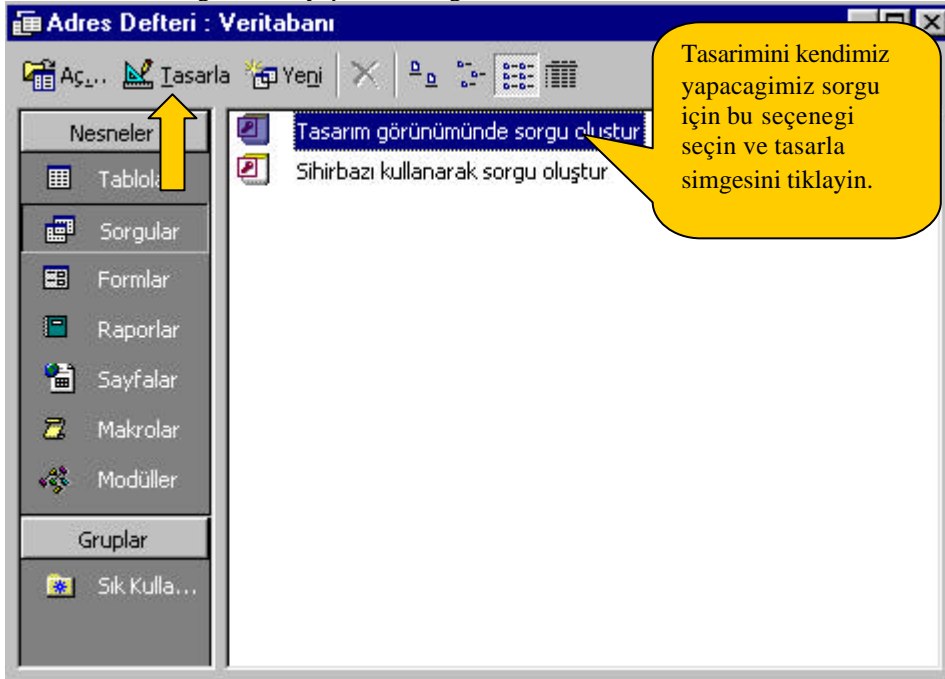 Adres Defteri : Veritabanı
Aç... Tasarla Yeni
Nesneler
Sorgular
Formlar
Raporlar
Sayfalar
Makrolar
Modüller
Gruplar
Sık Kulla...
Tasarım görünümünde sorgu oluştur
Sihirbazı kullanarak sorgu oluştur
Tasarimini kendimiz
yapacagimiz sorgu
için bu seçenegi
seçin ve tasarla
simgesini tiklayin.